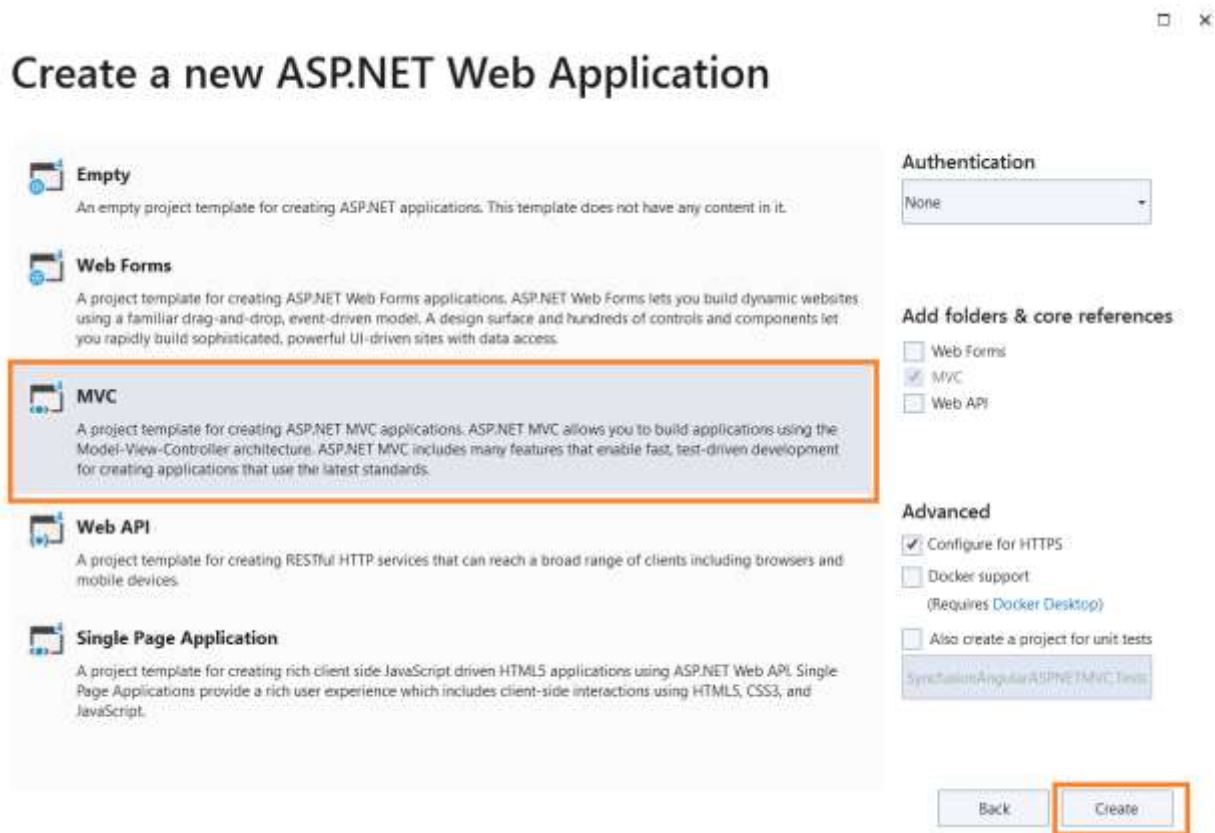 Create a new ASP.NET Web Application
Empty
An empty project template for creating ASP.NET applications. This template does not have any content in it.
Web Forms
A project template for creating ASP.NET Web Forms applications. ASP.NET Web Forms lets you build dynamic websites
using a familiar drag-and-drop, event-driven model. A design surface and hundreds of controls and components let
you rapidly build sophisticated, powerful UI-driven sites with data access.
MVC
A project template for creating ASP.NET MVC applications. ASP.NET MVC allows you to build applications using the
Model-View-Controller architecture. ASP.NET MVC includes many features that enable fast, test-driven development
for creating applications that use the latest standards.
Web API
A project template for creating RESTful HTTP services that can reach a broad range of clients including browsers and
mobile devices.
Single Page Application
A project template for creating rich client side JavaScript driven HTML5 applications using ASP.NET Web API. Single
Page Applications provide a rich user experience which includes client-side interactions using HTML5, CSS3, and
JavaScript.
Authentication
None
Add folders & core references
Web Forms
MVC
Web API
Advanced
Configure for HTTPS
Docker support
(Requires Docker Desktop)
Also create a project for unit tests
SyncfusionAngularASPNETMVC.Tests
Back
Create